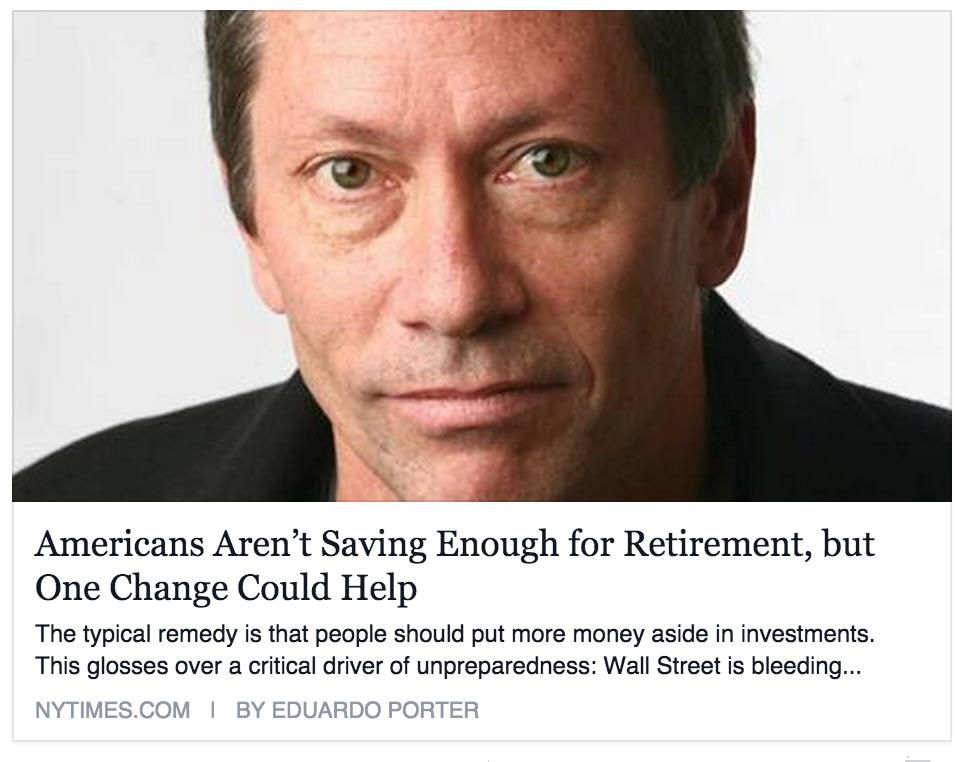 Americans Aren’t Saving Enough for Retirement, but
One Change Could Help
The typical remedy is that people should put more money aside in investments.
This glosses over a critical driver of unpreparedness: Wall Street is bleeding...
NYTIMES.COM | BY EDUARDO PORTER